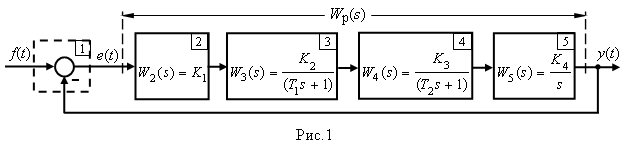 Wp(s)
f(t) 1 e(t) 2 3 4 5 y(t)
W2(s) = K1 W3(s) = K2/(T1s + 1) W4(s) = K3/(T2s + 1) W5(s) = K4/s
−
Рис.1